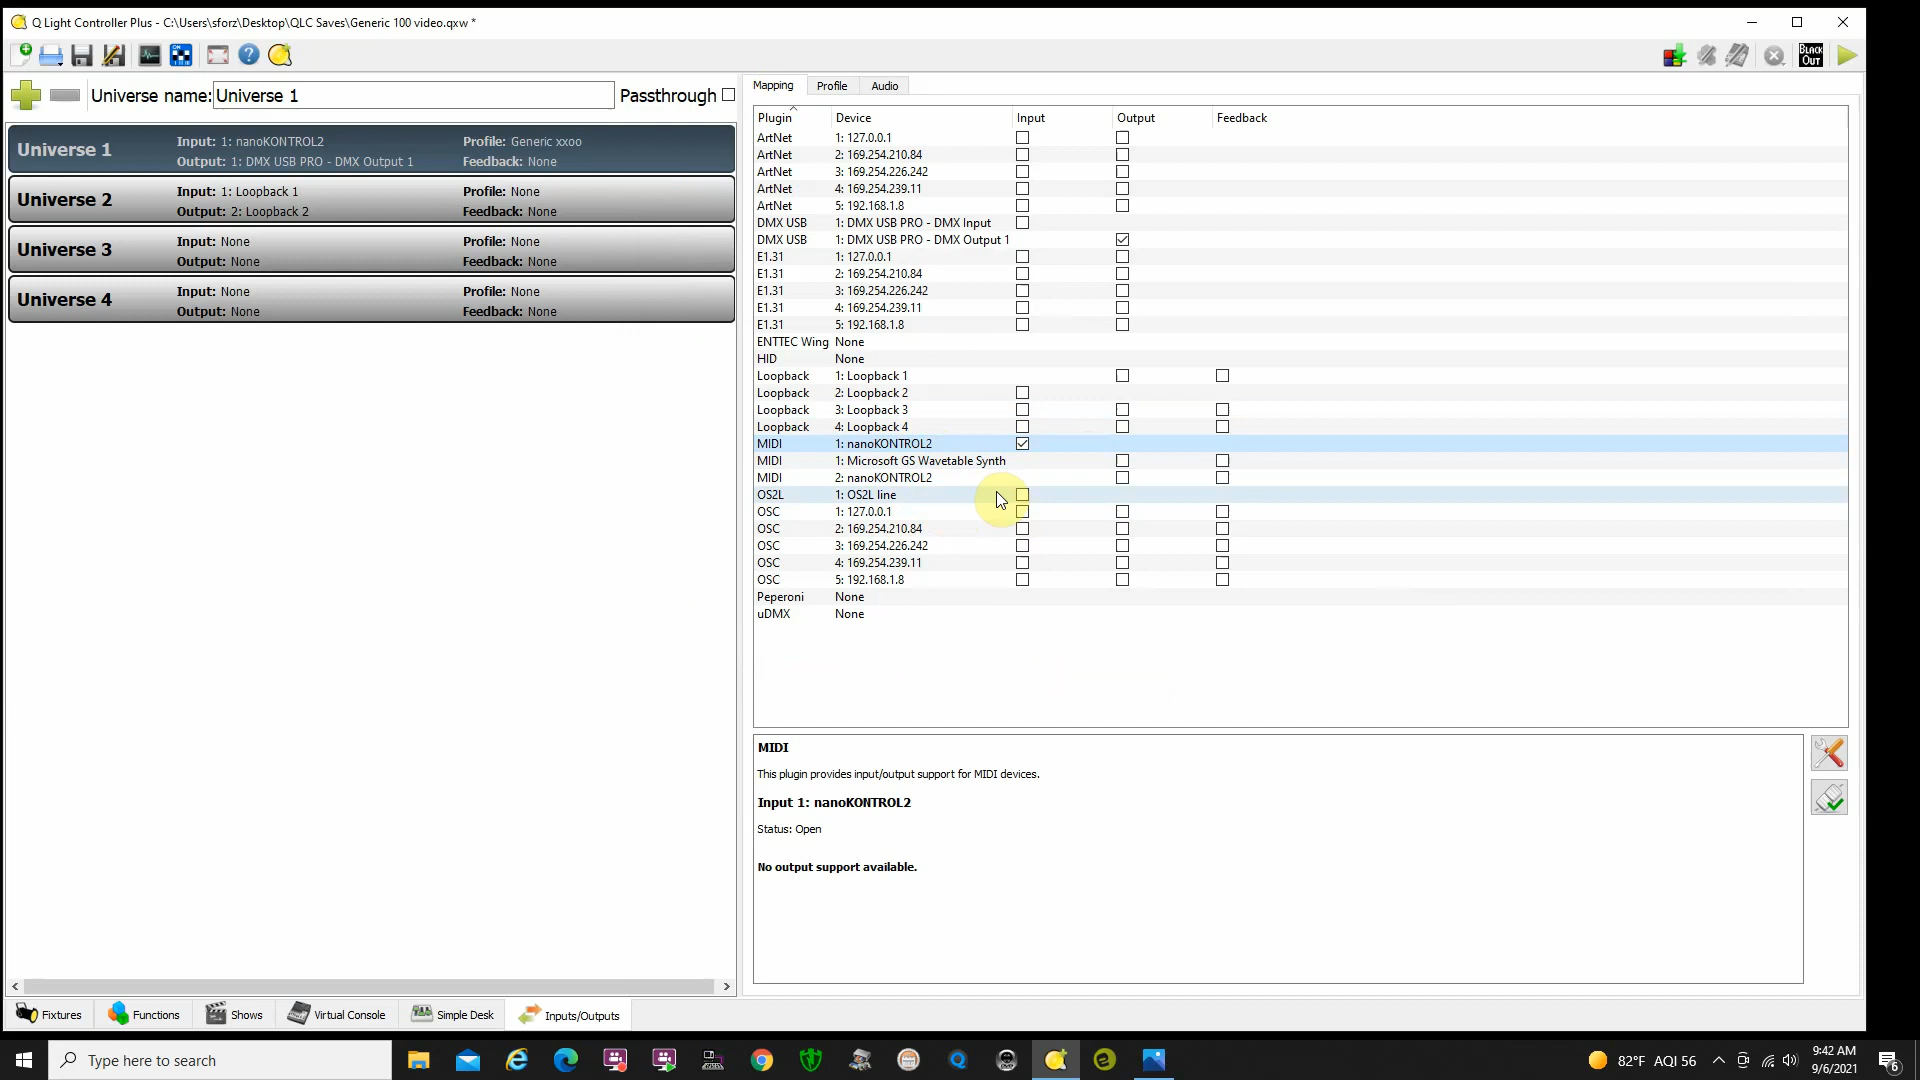 Q Light Controller Plus - C:\Users\sforz\Desktop\QLC Saves\Generic 100 video.qxw *
BLACK OUT
Universe name: Universe 1 Passthrough
Universe 1 Input: 1: nanoKONTROL2 Profile: Generic xxoo
Output: 1: DMX USB PRO - DMX Output 1 Feedback: None
Universe 2 Input: 1: Loopback 1 Profile: None
Output: 2: Loopback 2 Feedback: None
Universe 3 Input: None Profile: None
Output: None Feedback: None
Universe 4 Input: None Profile: None
Output: None Feedback: None
Mapping Profile Audio
Plugin Device Input Output Feedback
ArtNet 1: 127.0.0.1
ArtNet 2: 169.254.210.84
ArtNet 3: 169.254.226.242
ArtNet 4: 169.254.239.11
ArtNet 5: 192.168.1.8
DMX USB 1: DMX USB PRO - DMX Input
DMX USB 1: DMX USB PRO - DMX Output 1
E1.31 1: 127.0.0.1
E1.31 2: 169.254.210.84
E1.31 3: 169.254.226.242
E1.31 4: 169.254.239.11
E1.31 5: 192.168.1.8
ENTTEC Wing None
HID None
Loopback 1: Loopback 1
Loopback 2: Loopback 2
Loopback 3: Loopback 3
Loopback 4: Loopback 4
MIDI 1: nanoKONTROL2
MIDI 1: Microsoft GS Wavetable Synth
MIDI 2: nanoKONTROL2
OS2L 1: OS2L line
OSC 1: 127.0.0.1
OSC 2: 169.254.210.84
OSC 3: 169.254.226.242
OSC 4: 169.254.239.11
OSC 5: 192.168.1.8
Peperoni None
uDMX None
MIDI
This plugin provides input/output support for MIDI devices.
Input 1: nanoKONTROL2
Status: Open
No output support available.
Fixtures Functions Shows Virtual Console Simple Desk Inputs/Outputs
Type here to search
82°F AQI 56
9:42 AM
9/6/2021
6